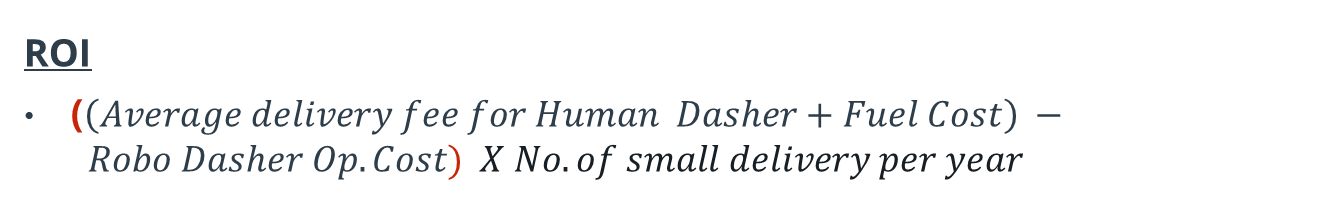 ROI
• ((Average delivery fee for Human Dasher + Fuel Cost) −
Robo Dasher Op.Cost) X No.of small delivery per year